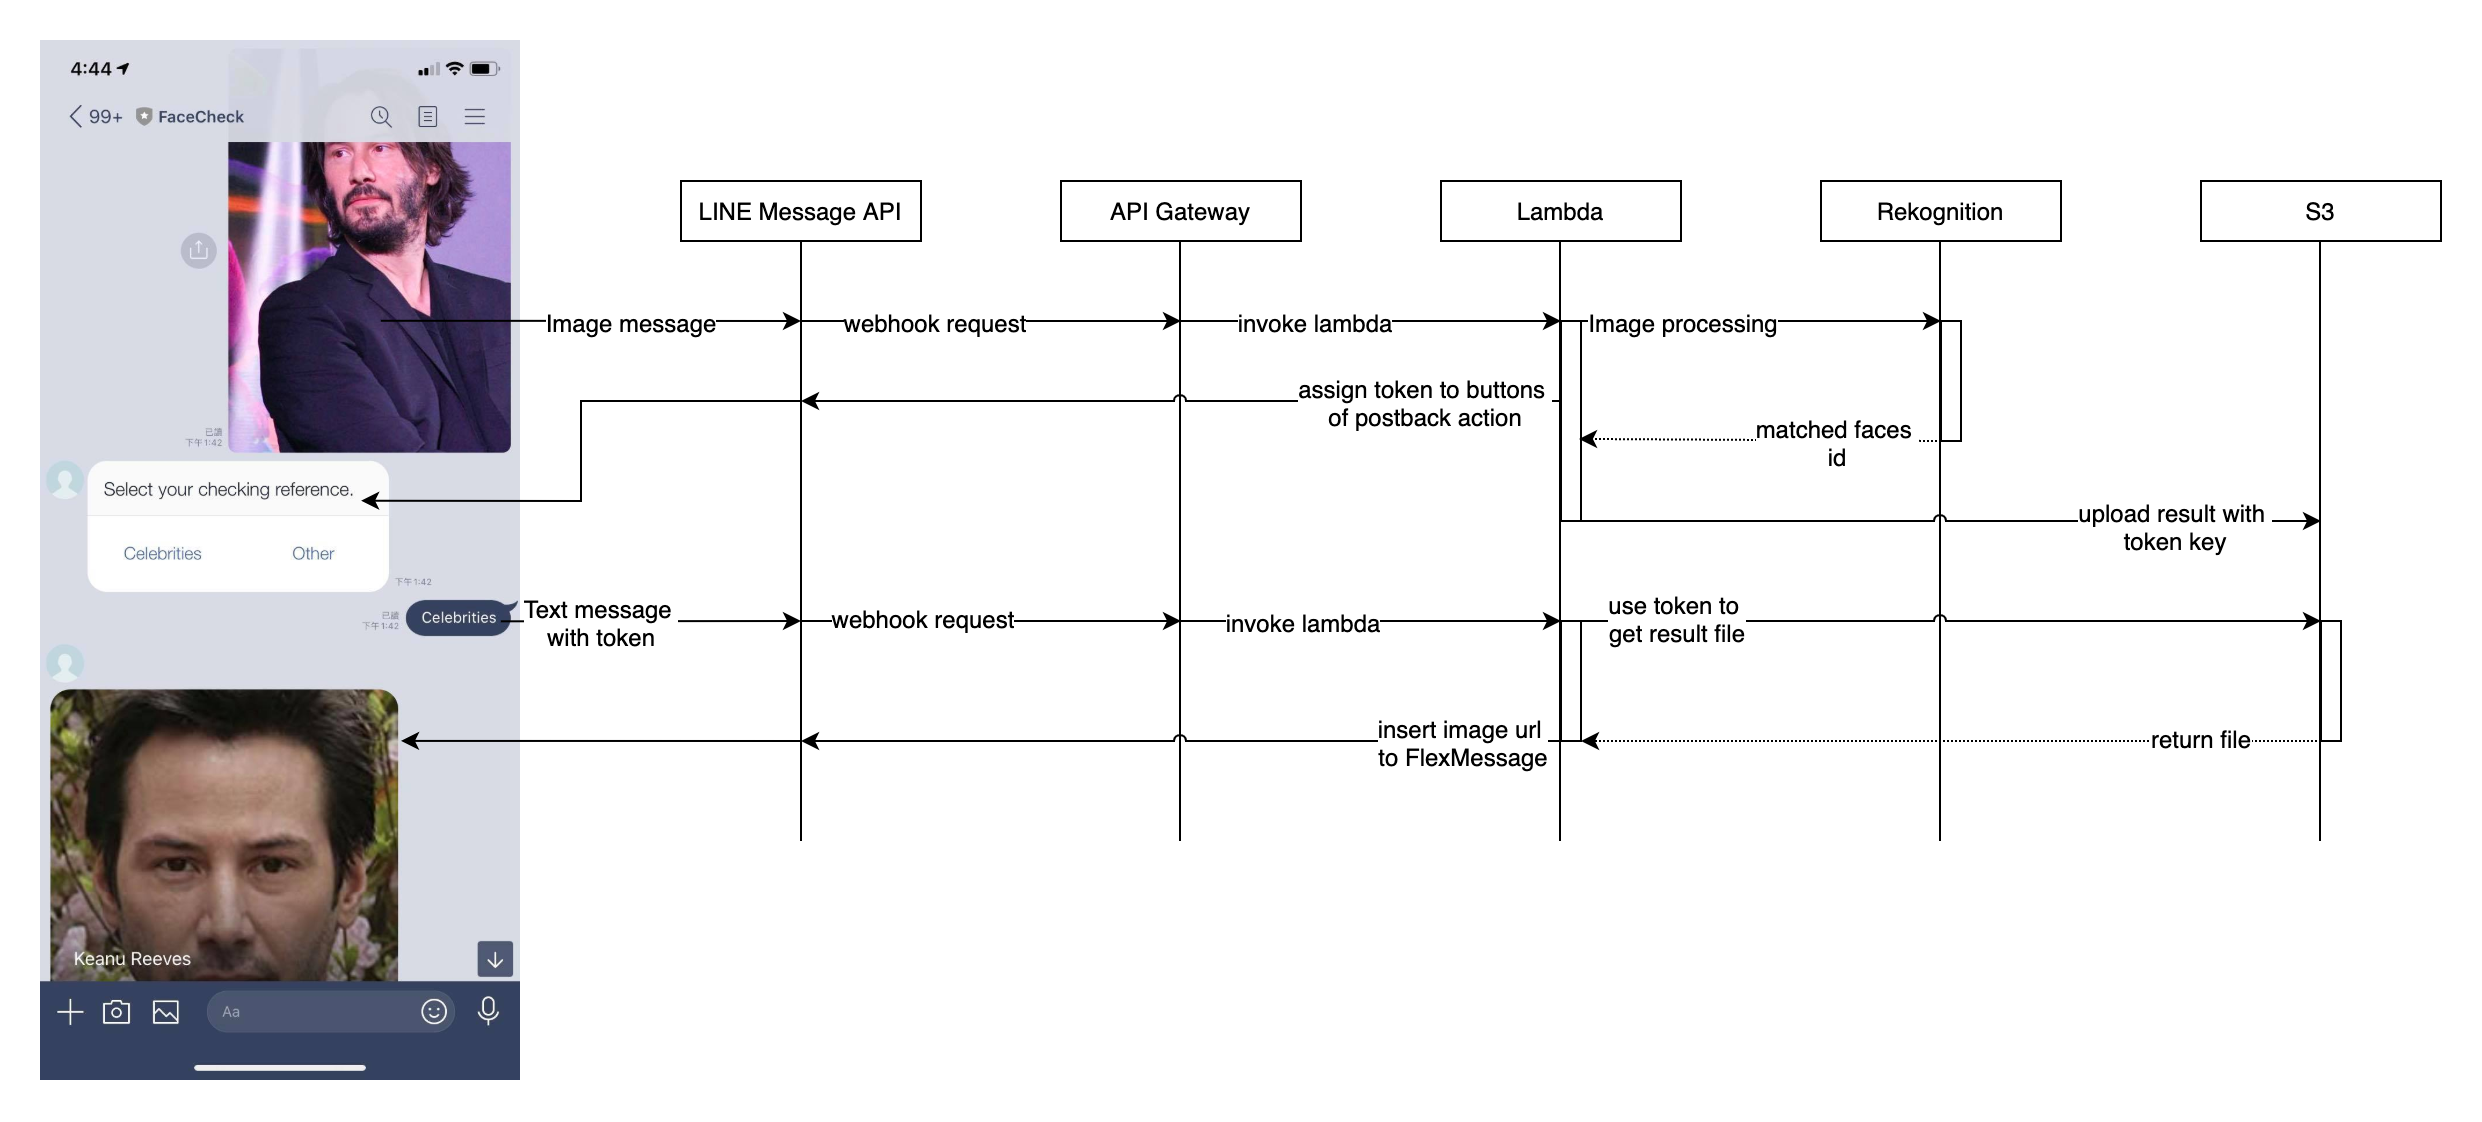 4:44
99+ FaceCheck
已讀
下午1:42
Select your checking reference.
Celebrities Other
下午1:42
已讀
下午1:42
Celebrities
Keanu Reeves
Aa
LINE Message API
API Gateway
Lambda
Rekognition
S3
Image message
webhook request
invoke lambda
Image processing
assign token to buttons
of postback action
matched faces
id
upload result with
token key
Text message
with token
webhook request
invoke lambda
use token to
get result file
insert image url
to FlexMessage
return file